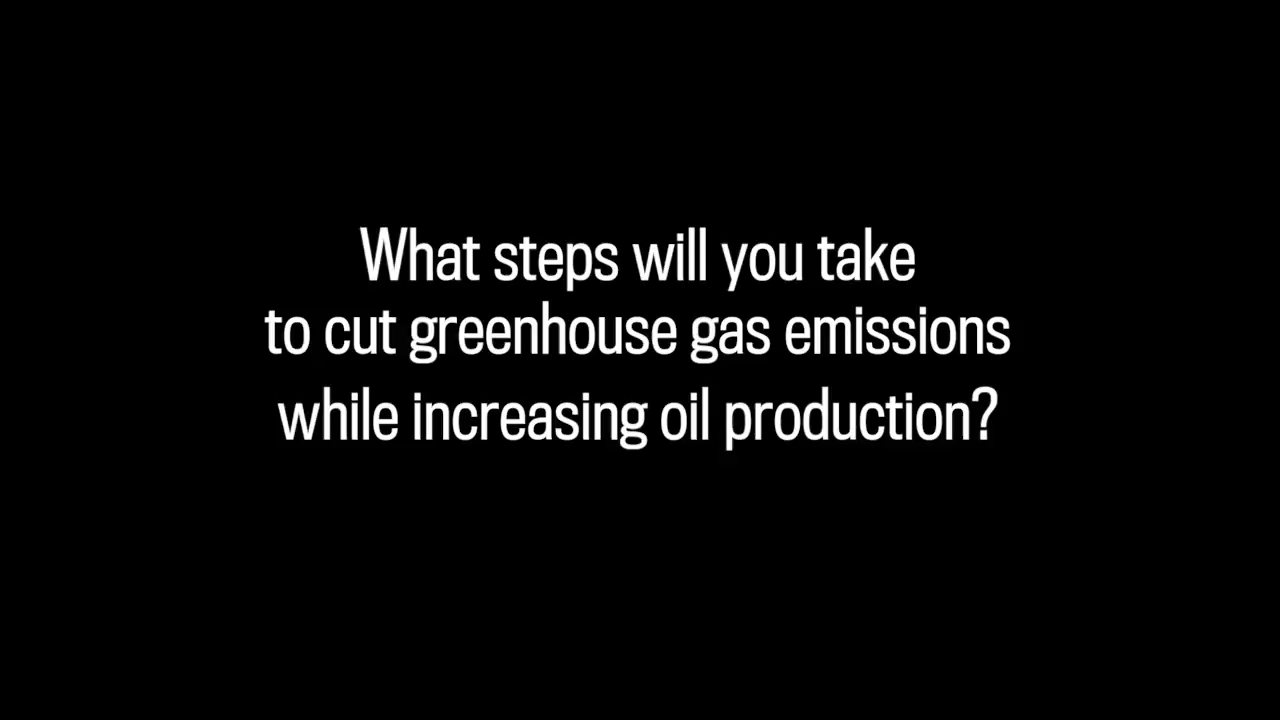 What steps will you take
to cut greenhouse gas emissions
while increasing oil production?